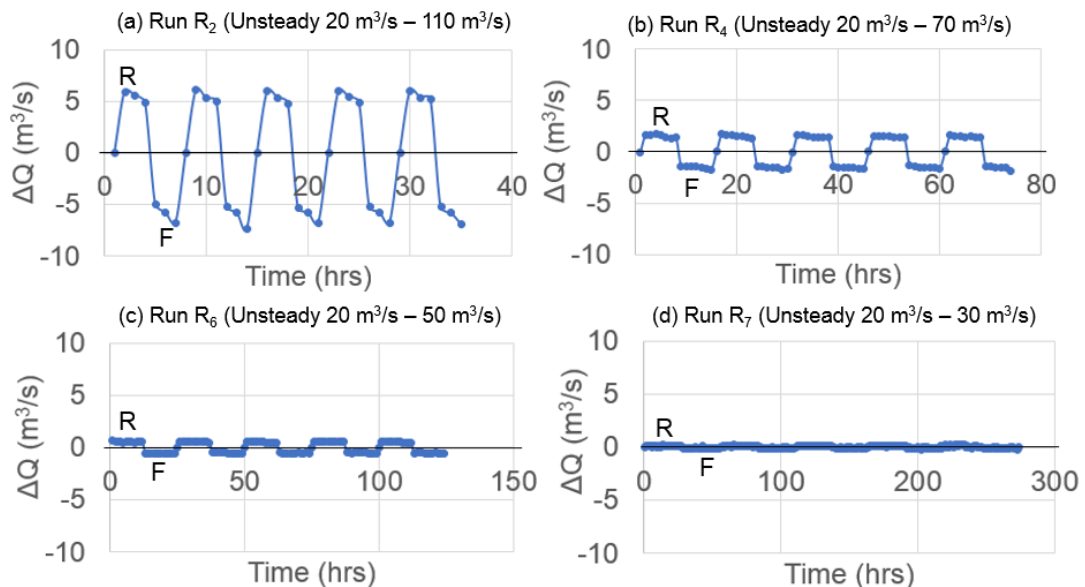 (a) Run R₂ (Unsteady 20 m³/s – 110 m³/s)
10
5
0
-5
-10
ΔQ (m³/s)
R
F
0
10
20
30
40
Time (hrs)
(b) Run R₄ (Unsteady 20 m³/s – 70 m³/s)
10
5
0
-5
-10
ΔQ (m³/s)
R
F
0
20
40
60
80
Time (hrs)
(c) Run R₆ (Unsteady 20 m³/s – 50 m³/s)
10
5
0
-5
-10
ΔQ (m³/s)
R
F
0
50
100
150
Time (hrs)
(d) Run R₇ (Unsteady 20 m³/s – 30 m³/s)
10
5
0
-5
-10
ΔQ (m³/s)
R
F
0
100
200
300
Time (hrs)